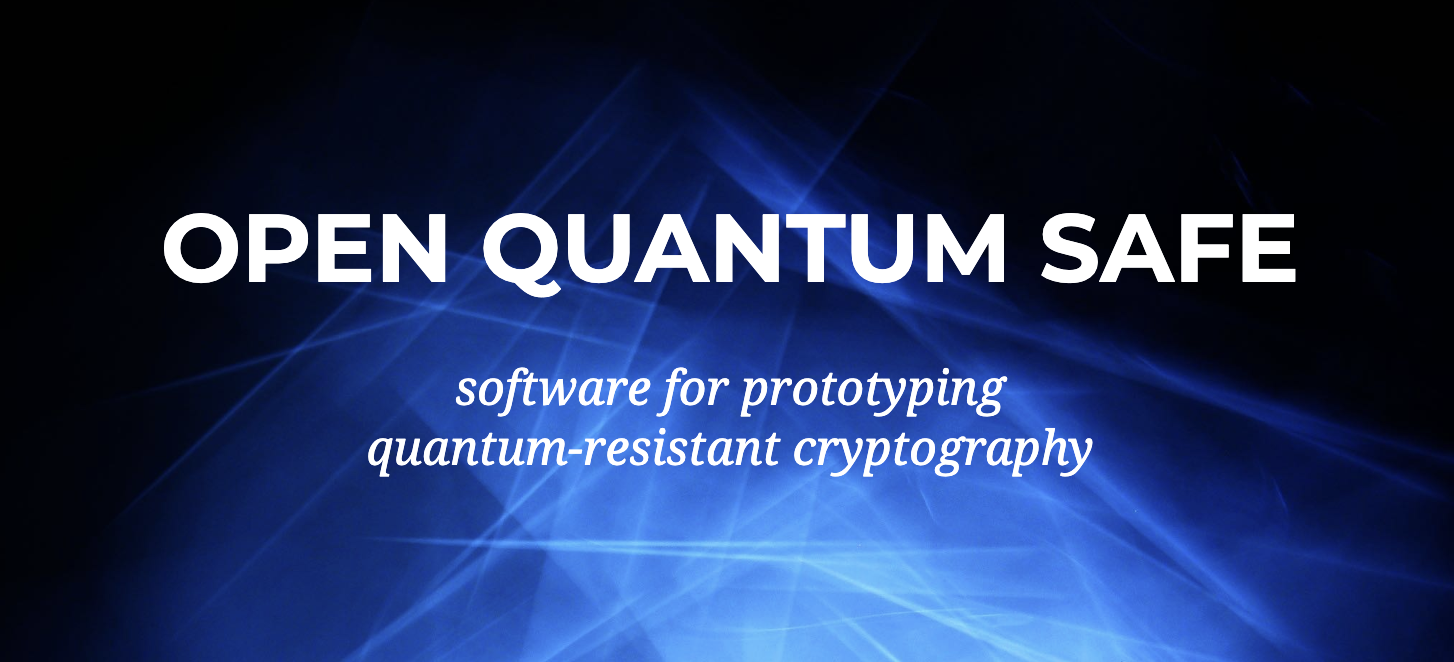 OPEN QUANTUM SAFE
software for prototyping
quantum-resistant cryptography